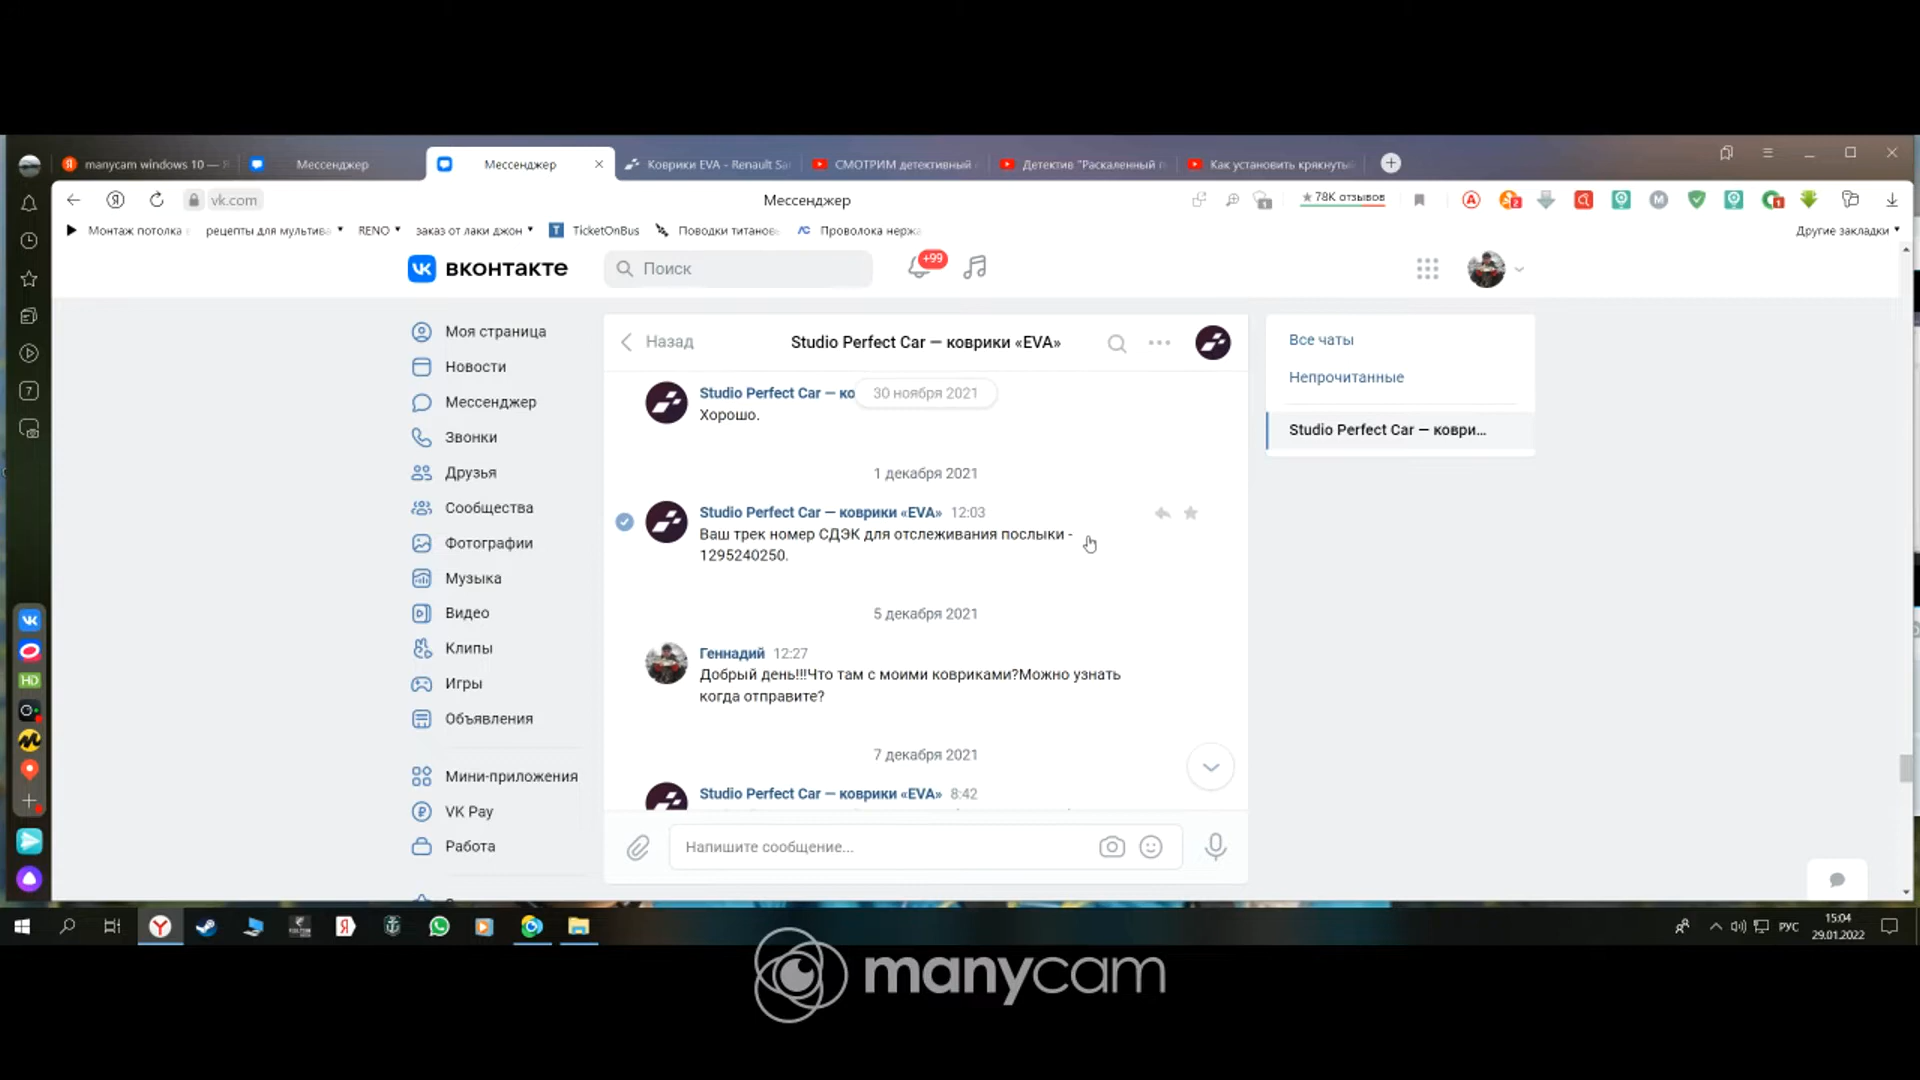 manycam windows 10 —
Мессенджер
Мессенджер
Коврики EVA - Renault Sa
СМОТРИМ детективный
Детектив "Раскаленный п
Как установить крякнуты
vk.com
Мессенджер
78K отзывов
Монтаж потолка
рецепты для мультива
RENO
заказ от лаки джон
TicketOnBus
Поводки титанов
Проволока нержа
Другие закладки
вконтакте
Поиск
+99
Моя страница
Новости
Мессенджер
Звонки
Друзья
Сообщества
Фотографии
Музыка
Видео
Клипы
Игры
Объявления
Мини-приложения
VK Pay
Работа
Назад
Studio Perfect Car — коврики «EVA»
Studio Perfect Car — ко
30 ноября 2021
Хорошо.
1 декабря 2021
Studio Perfect Car — коврики «EVA» 12:03
Ваш трек номер СДЭК для отслеживания послыки -
1295240250.
5 декабря 2021
Геннадий 12:27
Добрый день!!!Что там с моими ковриками?Можно узнать
когда отправите?
7 декабря 2021
Studio Perfect Car — коврики «EVA» 8:42
Напишите сообщение...
Все чаты
Непрочитанные
Studio Perfect Car — коври...
HD
РУС
15:04
29.01.2022
manycam